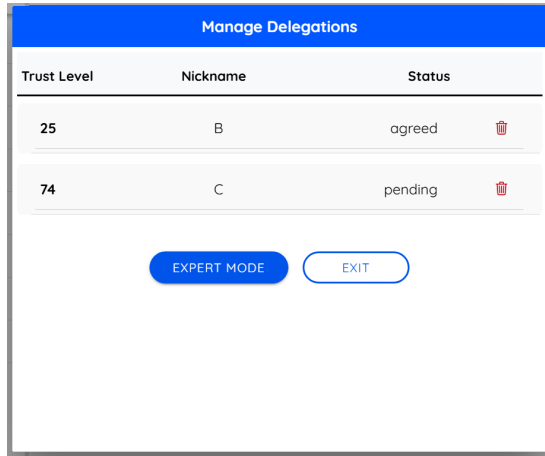 Manage Delegations
Trust Level Nickname Status
25 B agreed
74 C pending
EXPERT MODE EXIT